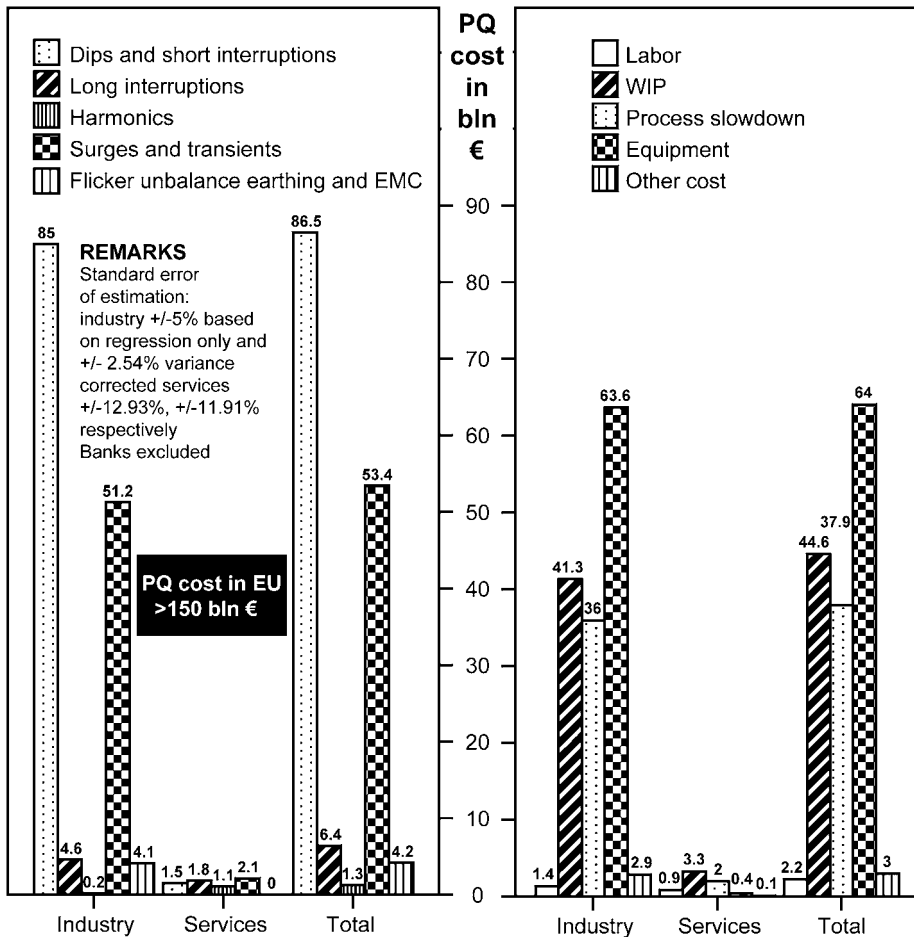 Dips and short interruptions
Long interruptions
Harmonics
Surges and transients
Flicker unbalance earthing and EMC
85
REMARKS
Standard error
of estimation:
industry +/-5% based
on regression only and
+/- 2.54% variance
corrected services
+/-12.93%, +/-11.91%
respectively
Banks excluded
86.5
51.2
53.4
PQ cost in EU
>150 bln €
4.6
0.2
4.1
1.5
1.8
1.1
2.1
0
6.4
1.3
4.2
Industry
Services
Total
PQ
cost
in
bln
€
90
80
70
60
50
40
30
20
10
0
Labor
WIP
Process slowdown
Equipment
Other cost
63.6
64
41.3
36
44.6
37.9
1.4
2.9
0.9
3.3
2
0.4
0.1
2.2
3
Industry
Services
Total